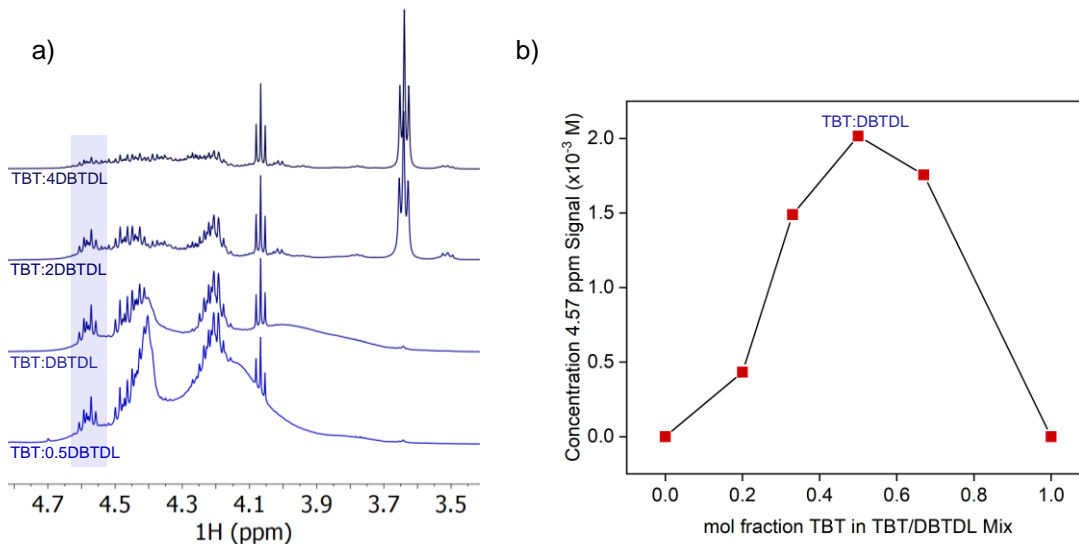 a)
TBT:4DBTDL
TBT:2DBTDL
TBT:DBTDL
TBT:0.5DBTDL
4.7 4.5 4.3 4.1 3.9 3.7 3.5
1H (ppm)
b)
Concentration 4.57 ppm Signal (x10⁻³ M)
2.0
1.5
1.0
0.5
0.0
TBT:DBTDL
0.0 0.2 0.4 0.6 0.8 1.0
mol fraction TBT in TBT/DBTDL Mix